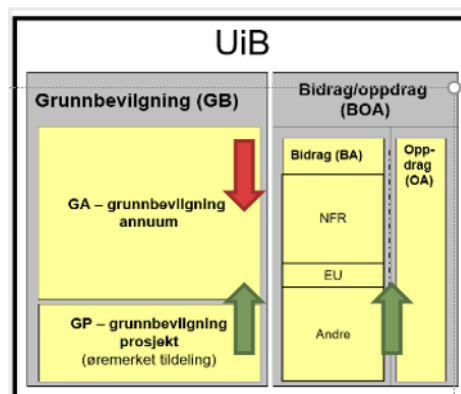 UiB
Grunnbevilgning (GB)
GA – grunnbevilgning
annuum
GP – grunnbevilgning
prosjekt
(øremerket tildeling)
Bidrag/oppdrag
(BOA)
Bidrag (BA)
NFR
EU
Andre
Opp-
drag
(OA)